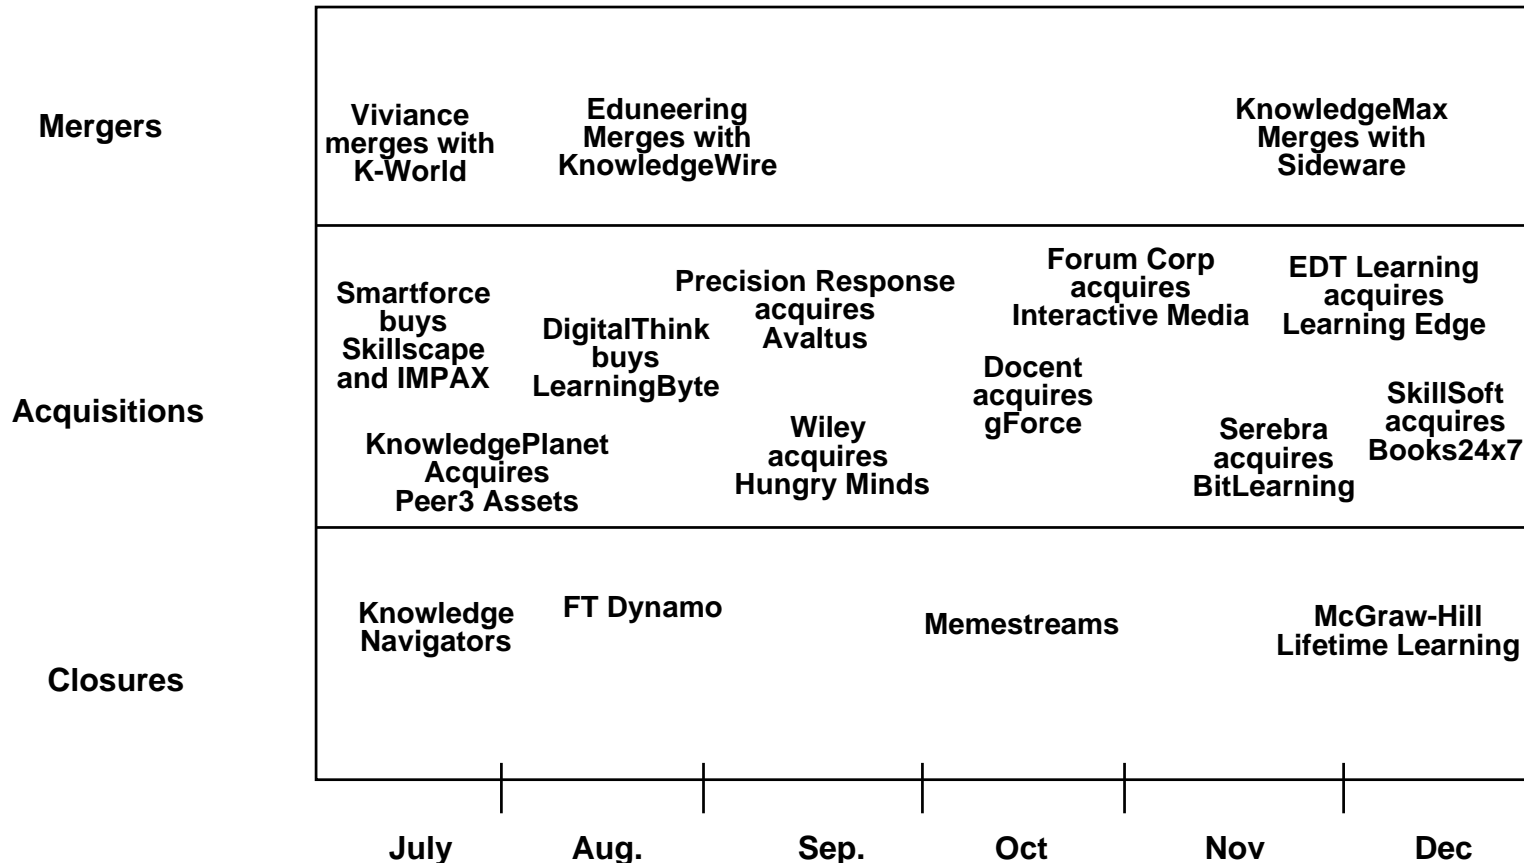 Mergers
Viviance
merges with
K-World
Eduneering
Merges with
KnowledgeWire
KnowledgeMax
Merges with
Sideware
Acquisitions
Smartforce
buys
Skillscape
and IMPAX
KnowledgePlanet
Acquires
Peer3 Assets
DigitalThink
buys
LearningByte
Precision Response
acquires
Avaltus
Wiley
acquires
Hungry Minds
Forum Corp
acquires
Interactive Media
Docent
acquires
gForce
EDT Learning
acquires
Learning Edge
Serebra
acquires
BitLearning
SkillSoft
acquires
Books24x7
Closures
Knowledge
Navigators
FT Dynamo
Memestreams
McGraw-Hill
Lifetime Learning
July
Aug.
Sep.
Oct
Nov
Dec